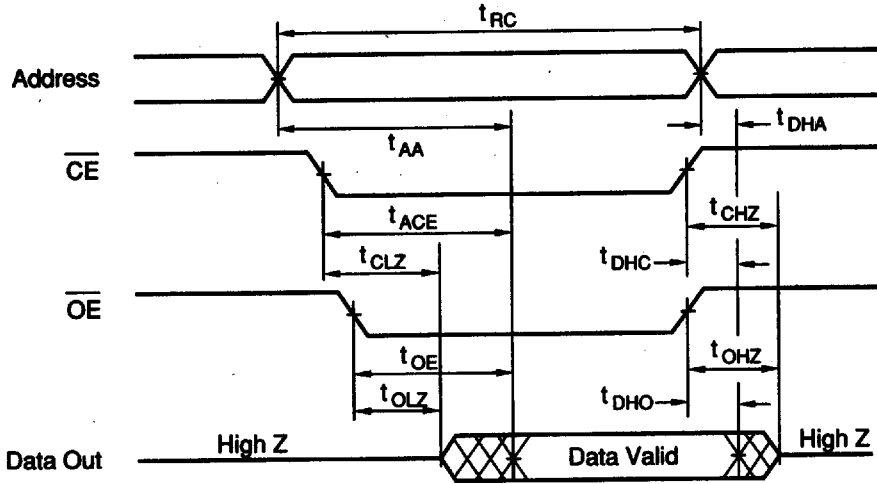 tRC
Address
tDHA
tAA
CE
tCHZ
tACE
tDHC
tCLZ
OE
tOHZ
tOE
tDHO
tOLZ
High Z
High Z
Data Out
Data Valid